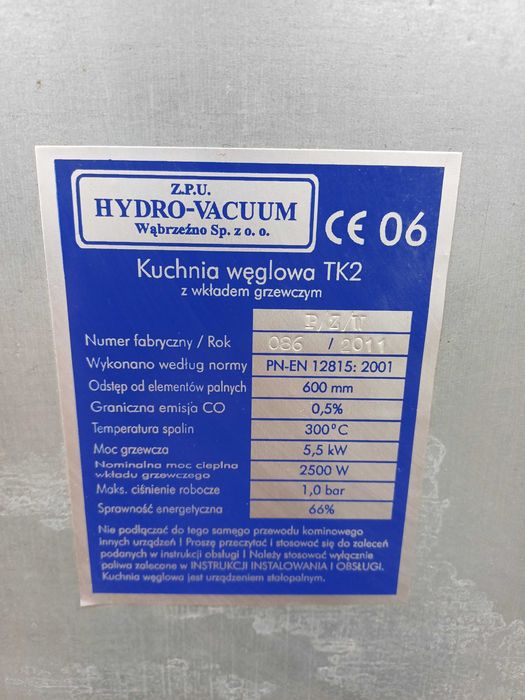 Z.P.U.
HYDRO-VACUUM
Wąbrzeźno Sp. z o. o.
CE 06
Kuchnia węglowa TK2
z wkładem grzewczym
P/Z/U
Numer fabryczny / Rok 086 / 2011
Wykonano według normy PN-EN 12815: 2001
Odstęp od elementów palnych 600 mm
Graniczna emisja CO 0,5%
Temperatura spalin 300°C
Moc grzewcza 5,5 kW
Nominalna moc cieplna
wkładu grzewczego 2500 W
Maks. ciśnienie robocze 1,0 bar
Sprawność energetyczna 66%
Nie podłączać do tego samego przewodu kominowego
innych urządzeń ! Proszę przeczytać i stosować się do zaleceń
podanych w instrukcji obsługi ! Należy stosować wyłącznie
paliwa zalecane w INSTRUKCJI INSTALOWANIA I OBSŁUGI.
Kuchnia węglowa jest urządzeniem stałopalnym.